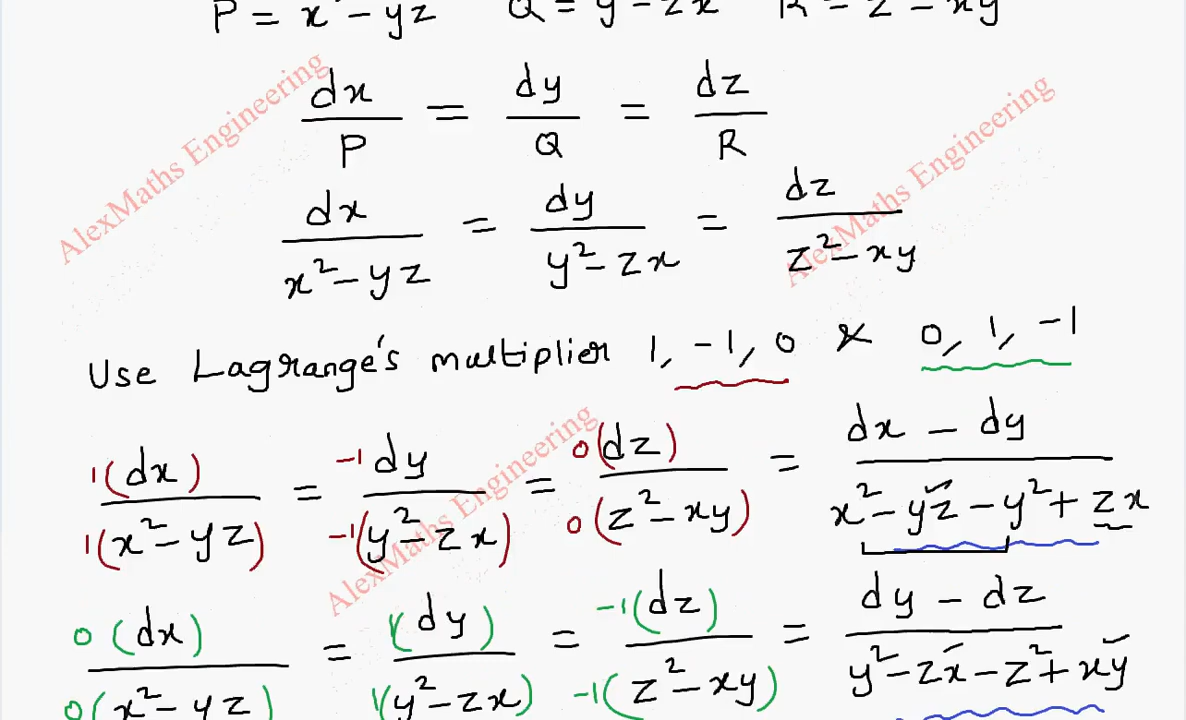 P = x² - yz   Q = y² - zx   R = z² - xy
dx/P = dy/Q = dz/R
dx/(x² - yz) = dy/(y² - zx) = dz/(z² - xy)
Use Lagrange's multiplier 1, -1, 0 & 0, 1, -1
1(dx)/1(x² - yz) = -1 dy/-1(y² - zx) = 0(dz)/0(z² - xy) = (dx - dy)/(x² - yz - y² + zx)
0(dx)/0(x² - yz) = 1(dy)/1(y² - zx) = -1(dz)/-1(z² - xy) = (dy - dz)/(y² - zx - z² + xy)
AlexMaths Engineering
AlexMaths Engineering
AlexMaths Engineering